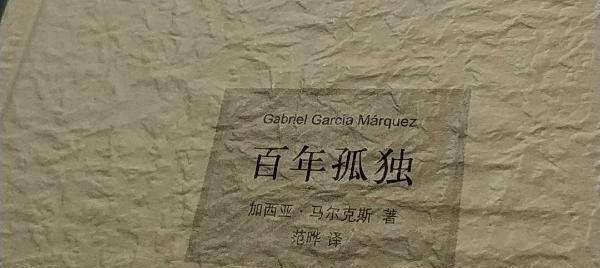 Gabriel García Márquez
百年孤独
加西亚·马尔克斯 著
范晔 译